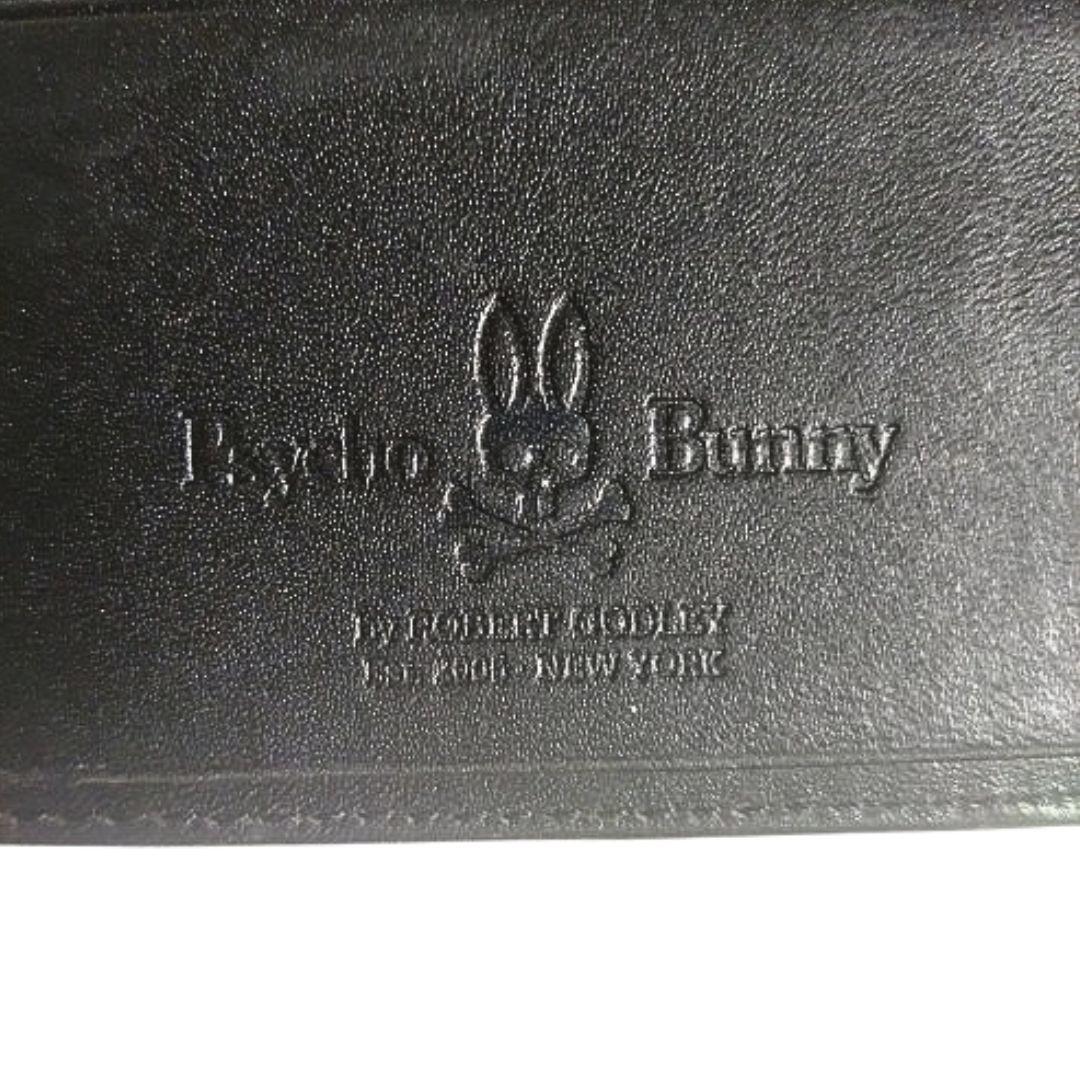 Psycho Bunny
By ROBERT GODLEY
EST. 2005 · NEW YORK